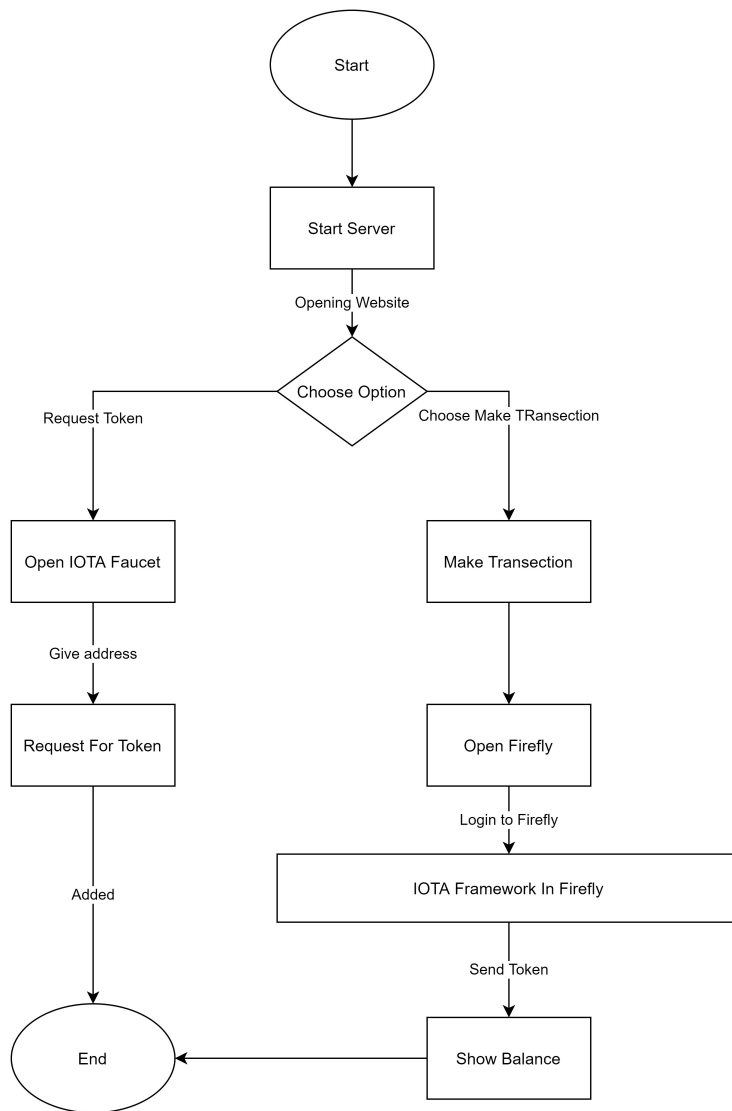 Start
Start Server
Opening Website
Choose Option
Request Token
Choose Make TRansection
Open IOTA Faucet
Make Transection
Give address
Request For Token
Open Firefly
Login to Firefly
IOTA Framework In Firefly
Added
Send Token
End
Show Balance